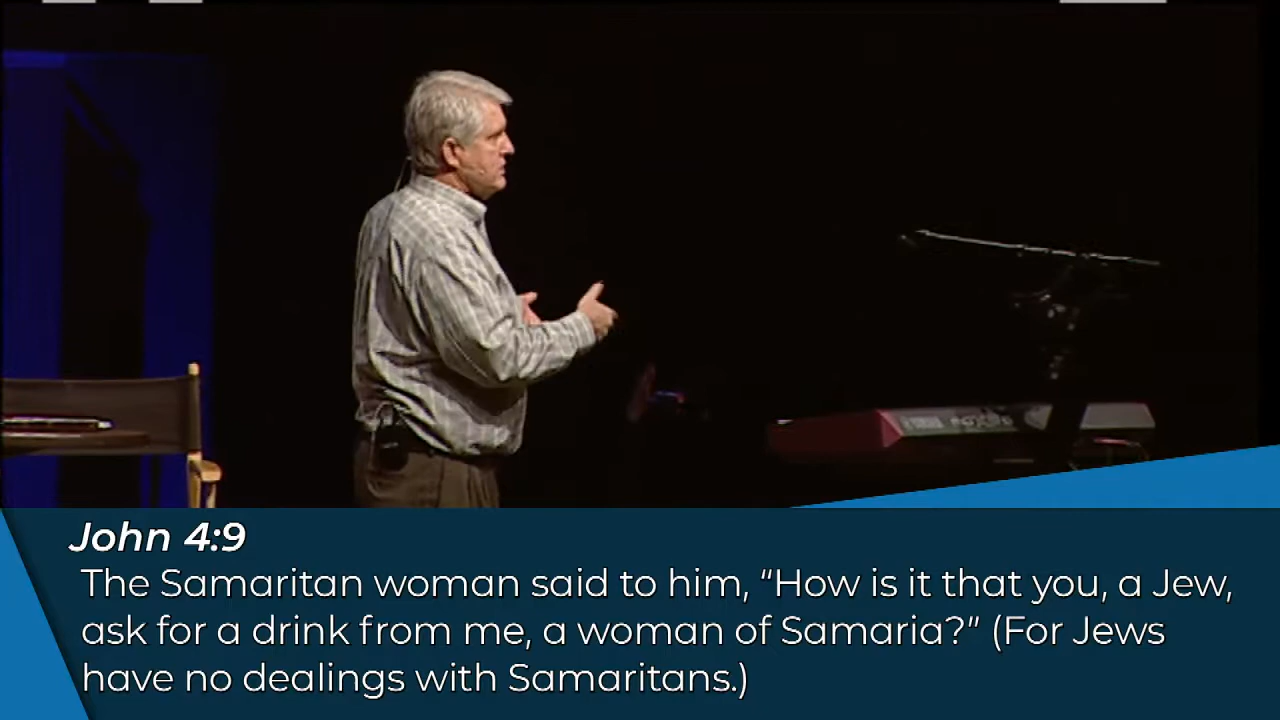 John 4:9
The Samaritan woman said to him, “How is it that you, a Jew,
ask for a drink from me, a woman of Samaria?” (For Jews
have no dealings with Samaritans.)